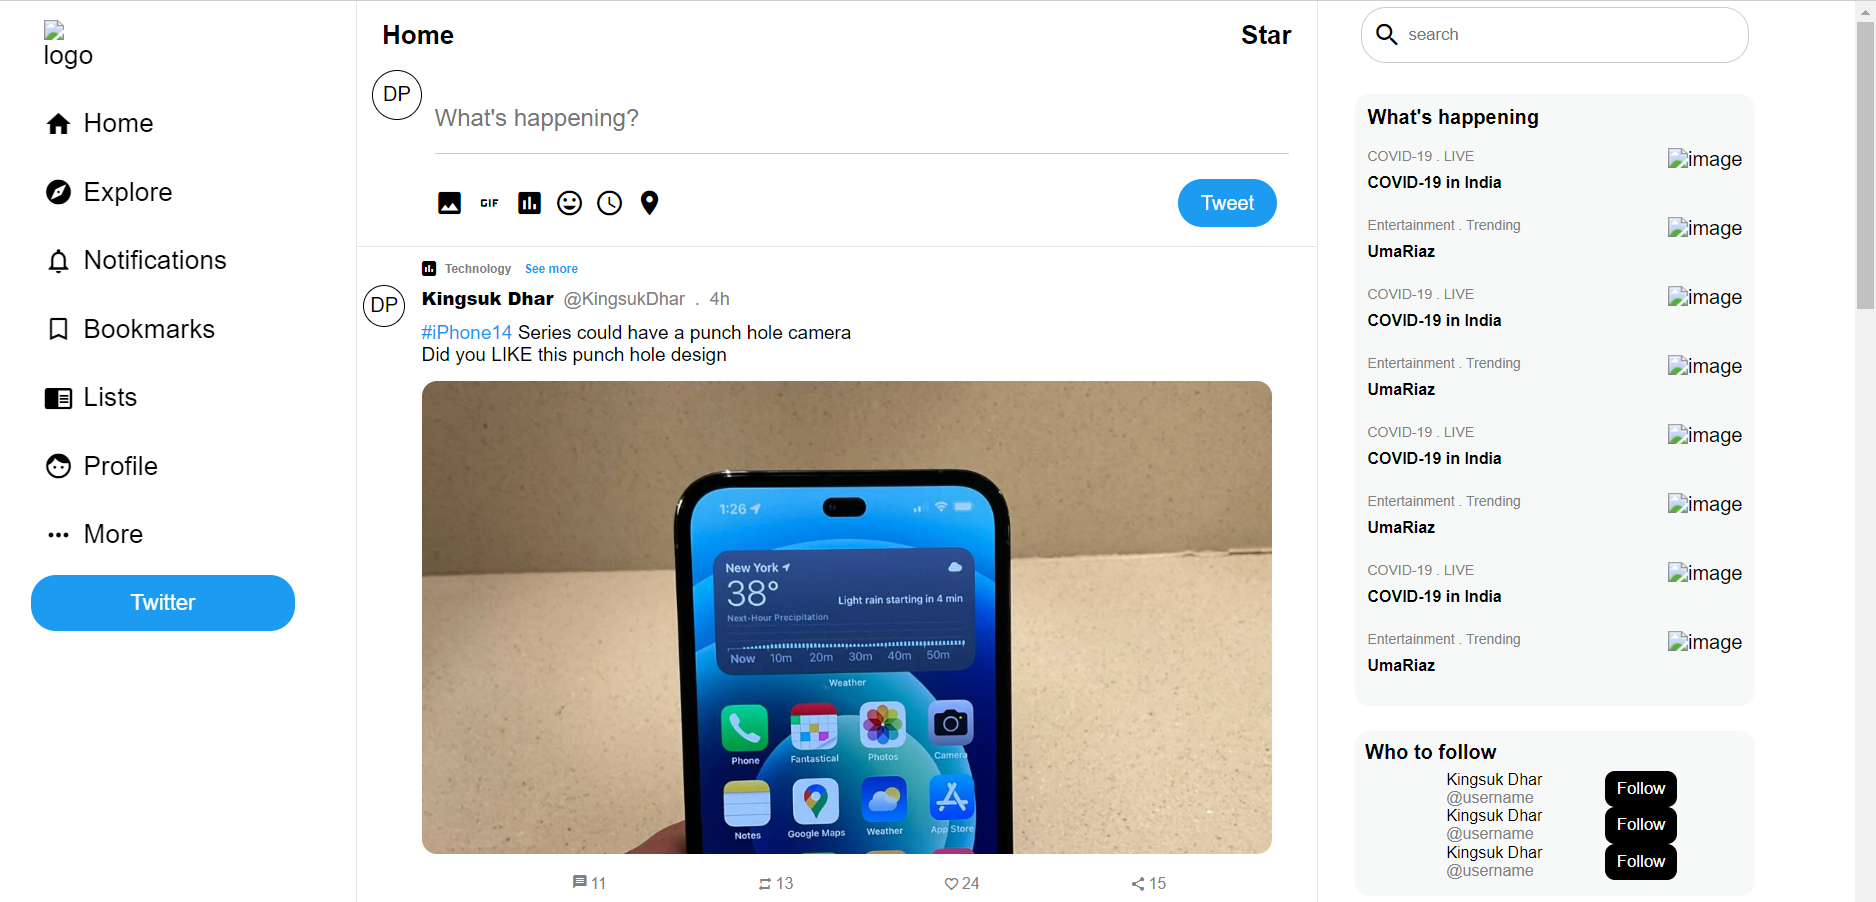 logo
Home
Explore
Notifications
Bookmarks
Lists
Profile
More
Twitter
Home
Star
DP
What's happening?
GIF
Tweet
Technology See more
DP
Kingsuk Dhar @KingsukDhar . 4h
#iPhone14 Series could have a punch hole camera
Did you LIKE this punch hole design
1:26
New York
38°
Light rain starting in 4 min
Next-Hour Precipitation
Now 10m 20m 30m 40m 50m
Weather
Phone Fantastical Photos Camera
Notes Google Maps Weather App Store
11 13 24 15
search
What's happening
COVID-19 . LIVE
COVID-19 in India
image
Entertainment . Trending
UmaRiaz
image
COVID-19 . LIVE
COVID-19 in India
image
Entertainment . Trending
UmaRiaz
image
COVID-19 . LIVE
COVID-19 in India
image
Entertainment . Trending
UmaRiaz
image
COVID-19 . LIVE
COVID-19 in India
image
Entertainment . Trending
UmaRiaz
image
Who to follow
Kingsuk Dhar
@username
Follow
Kingsuk Dhar
@username
Follow
Kingsuk Dhar
@username
Follow